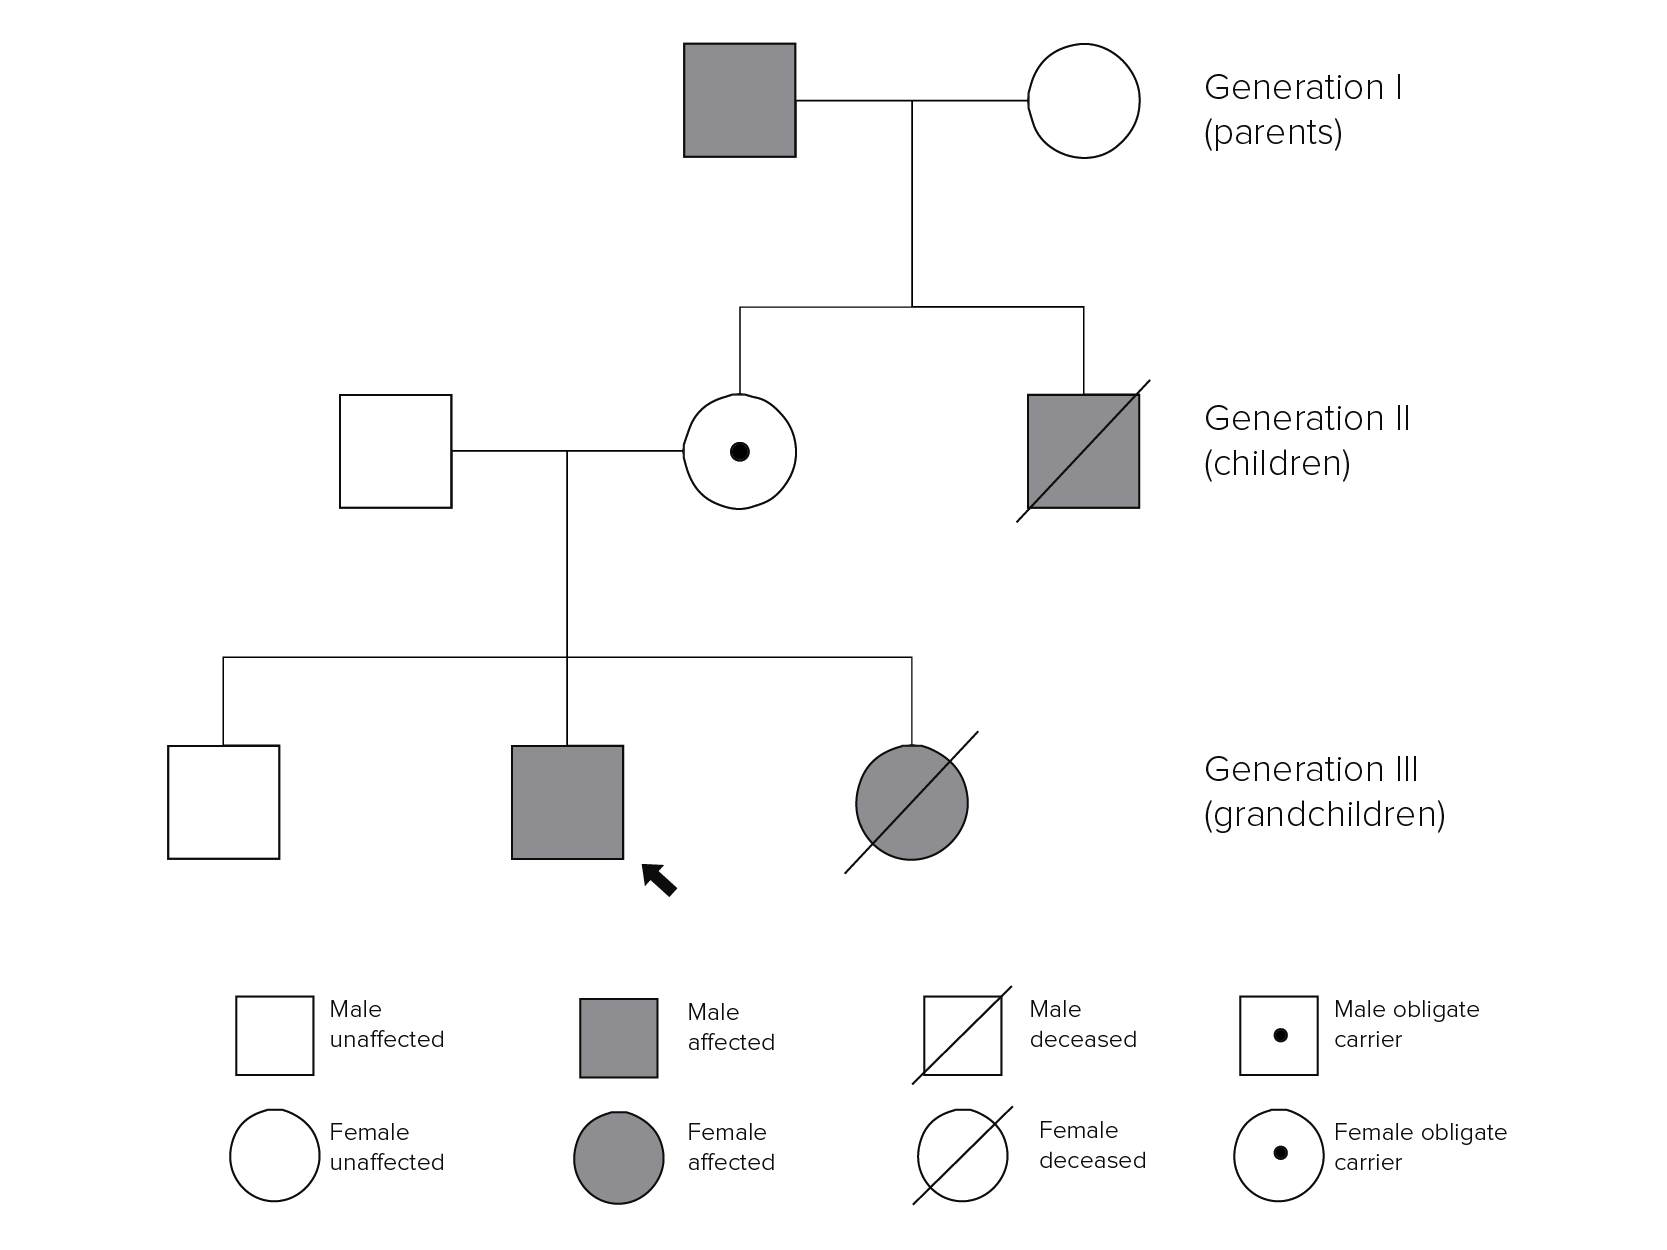 Generation I
(parents)
Generation II
(children)
Generation III
(grandchildren)
Male
unaffected
Male
affected
Male
deceased
Male obligate
carrier
Female
unaffected
Female
affected
Female
deceased
Female obligate
carrier